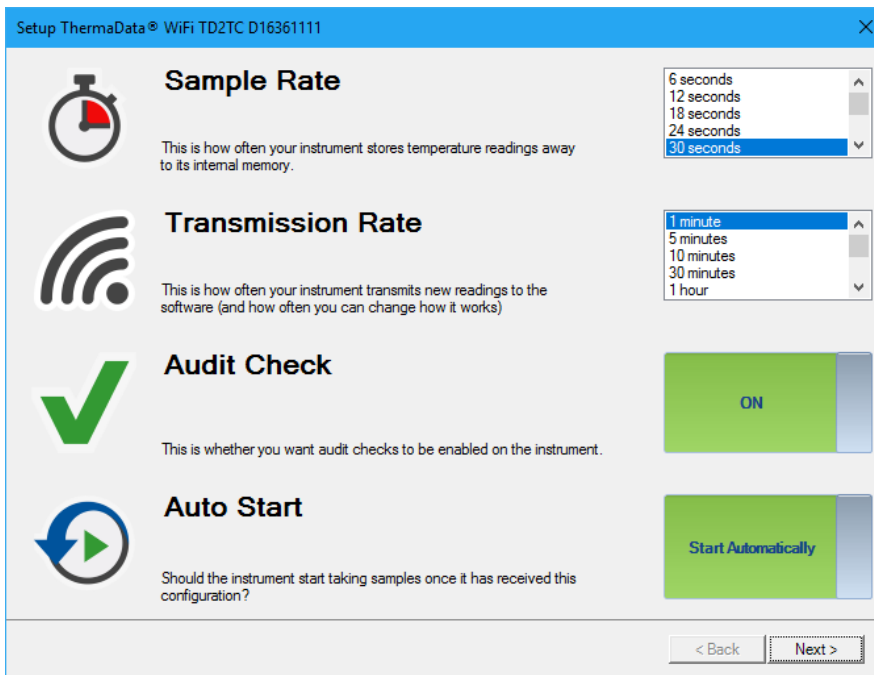 Setup ThermaData® WiFi TD2TC D16361111
Sample Rate
This is how often your instrument stores temperature readings away
to its internal memory.
6 seconds
12 seconds
18 seconds
24 seconds
30 seconds
Transmission Rate
This is how often your instrument transmits new readings to the
software (and how often you can change how it works)
1 minute
5 minutes
10 minutes
30 minutes
1 hour
Audit Check
This is whether you want audit checks to be enabled on the instrument.
ON
Auto Start
Should the instrument start taking samples once it has received this
configuration?
Start Automatically
< Back
Next >